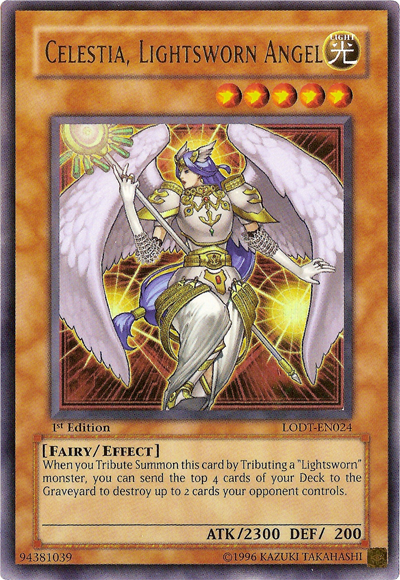 CELESTIA, LIGHTSWORN ANGEL
LIGHT
光
1st Edition
LODT-EN024
[FAIRY/EFFECT]
When you Tribute Summon this card by Tributing a "Lightsworn"
monster, you can send the top 4 cards of your Deck to the
Graveyard to destroy up to 2 cards your opponent controls.
ATK/2300 DEF/ 200
94381039
©1996 KAZUKI TAKAHASHI